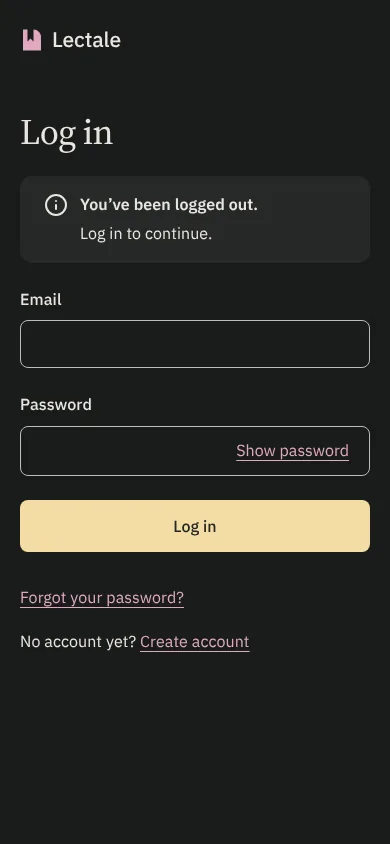 Lectale
Log in
You’ve been logged out.
Log in to continue.
Email
Password
Show password
Log in
Forgot your password?
No account yet? Create account